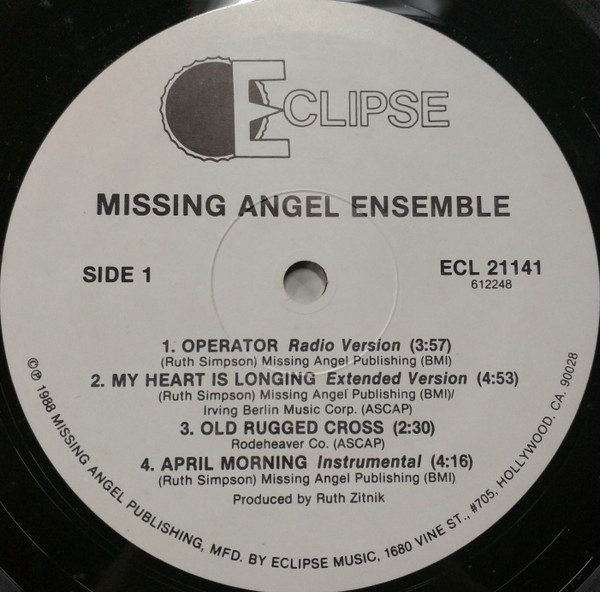 ECLIPSE
MISSING ANGEL ENSEMBLE
SIDE 1
ECL 21141
612248
1. OPERATOR Radio Version (3:57)
(Ruth Simpson) Missing Angel Publishing (BMI)
2. MY HEART IS LONGING Extended Version (4:53)
(Ruth Simpson) Missing Angel Publishing (BMI)/
Irving Berlin Music Corp. (ASCAP)
3. OLD RUGGED CROSS (2:30)
Rodeheaver Co. (ASCAP)
4. APRIL MORNING Instrumental (4:16)
(Ruth Simpson) Missing Angel Publishing (BMI)
Produced by Ruth Zitnik
©℗ 1988 MISSING ANGEL PUBLISHING, MFD. BY ECLIPSE MUSIC, 1680 VINE ST., #705, HOLLYWOOD, CA. 90028